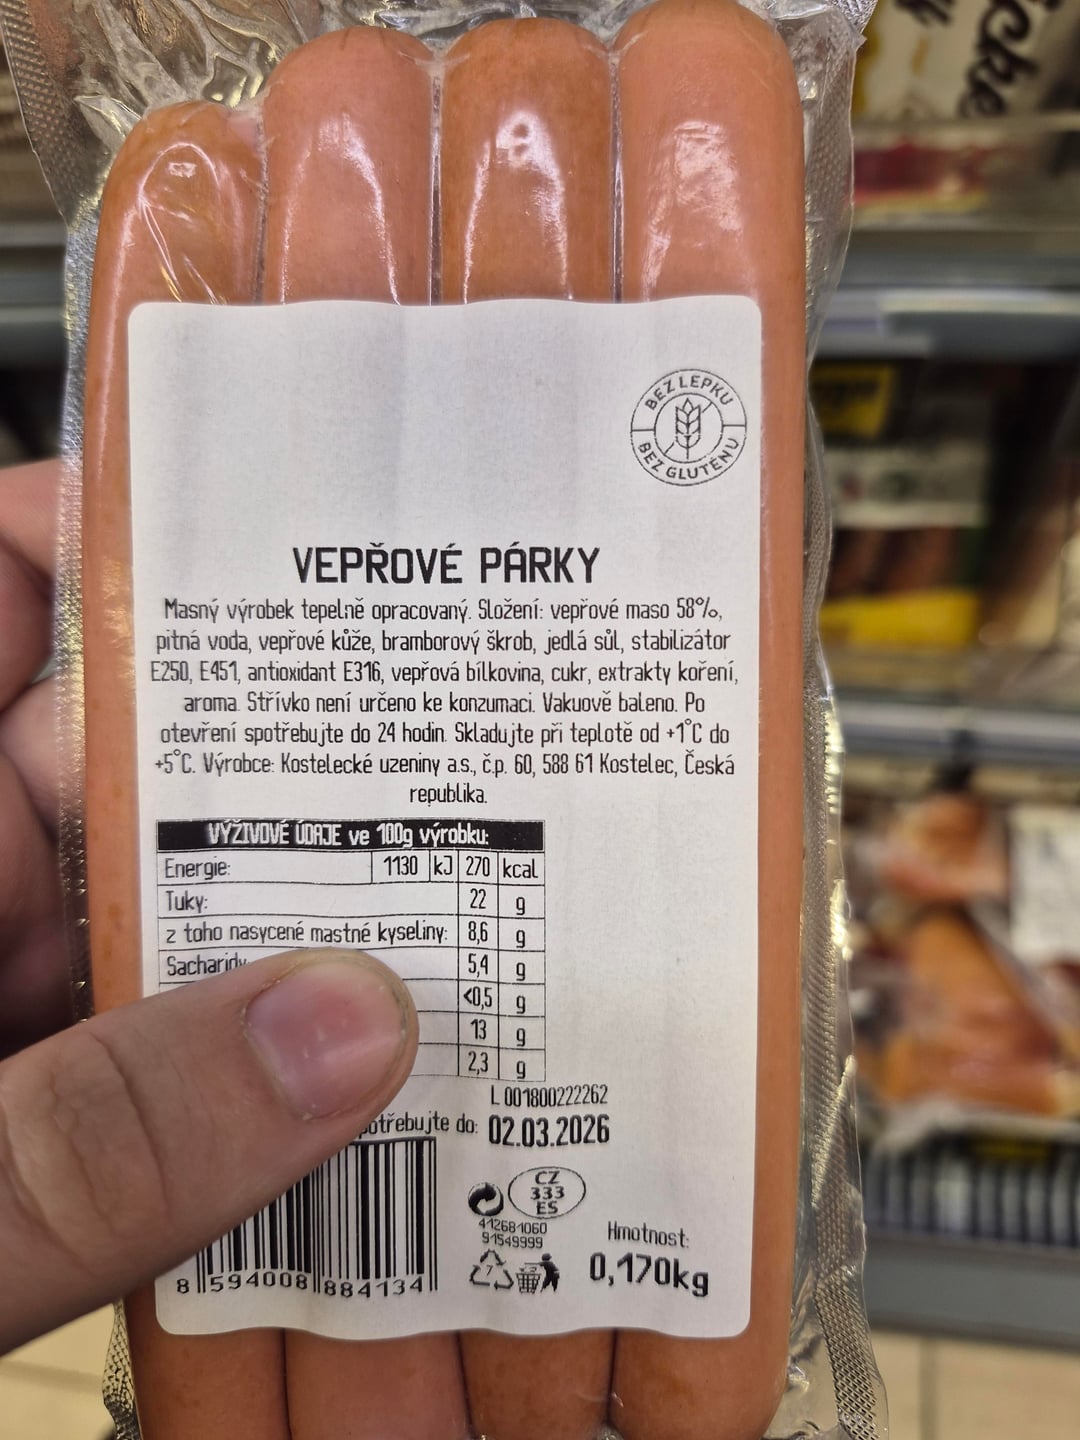 BEZ LEPKU
BEZ GLUTÉNU
VEPŘOVÉ PÁRKY
Masný výrobek tepelně opracovaný. Složení: vepřové maso 58%,
pitná voda, vepřové kůže, bramborový škrob, jedlá sůl, stabilizátor
E250, E451, antioxidant E316, vepřová bílkovina, cukr, extrakty koření,
aroma. Střívko není určeno ke konzumaci. Vakuově baleno. Po
otevření spotřebujte do 24 hodin. Skladujte při teplotě od +1°C do
+5°C. Výrobce: Kostelecké uzeniny a.s., č.p. 60, 588 61 Kostelec, Česká
republika.
VÝŽIVOVÉ ÚDAJE ve 100g výrobku:
Energie: 1130 kJ 270 kcal
Tuky: 22 g
z toho nasycené mastné kyseliny: 8,6 g
5,4 g
<0,5 g
13 g
2,3 g
L 001800222262
do: 02.03.2026
CZ
333
ES
412681060
91549999
7
Hmotnost:
0,170kg
8 594008 884134